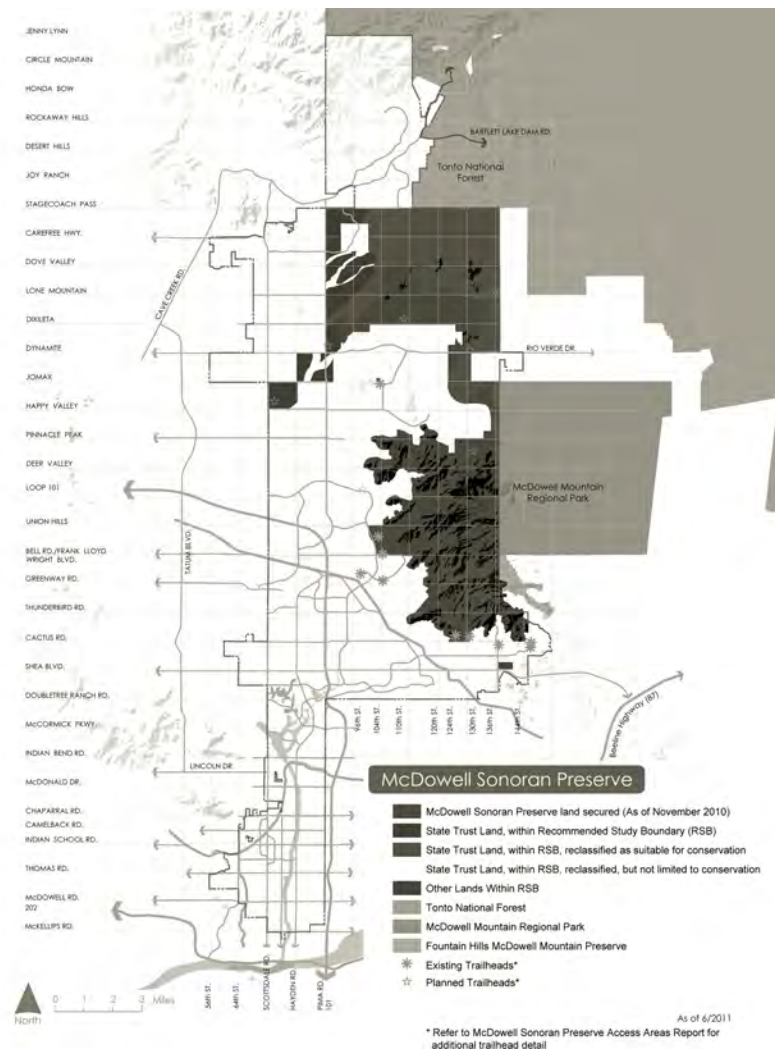 JENNY LYNN
CIRCLE MOUNTAIN
HONDA BOW
ROCKAWAY HILLS
DESERT HILLS
JOY RANCH
STAGECOACH PASS
CAREFREE HWY.
DOVE VALLEY
LONE MOUNTAIN
DIXILETA
DYNAMITE
JOMAX
HAPPY VALLEY
PINNACLE PEAK
DEER VALLEY
LOOP 101
UNION HILLS
BELL RD./FRANK LLOYD
WRIGHT BLVD.
GREENWAY RD.
THUNDERBIRD RD.
CACTUS RD.
SHEA BLVD.
DOUBLETREE RANCH RD.
McCORMICK PKWY.
INDIAN BEND RD.
McDONALD DR.
CHAPARRAL RD.
CAMELBACK RD.
INDIAN SCHOOL RD.
THOMAS RD.
McDOWELL RD.
202
McKELLIPS RD.
BARTLETT LAKE DAM RD.
Tonto National
Forest
CAVE CREEK RD.
RIO VERDE DR.
McDowell Mountain
Regional Park
TATUM BLVD.
96th ST.
104th ST.
110th ST.
120th ST.
124th ST.
130th ST.
136th ST.
144th ST.
Beeline Highway (87)
LINCOLN DR.
McDowell Sonoran Preserve
McDowell Sonoran Preserve land secured (As of November 2010)
State Trust Land, within Recommended Study Boundary (RSB)
State Trust Land, within RSB, reclassified as suitable for conservation
State Trust Land, within RSB, reclassified, but not limited to conservation
Other Lands Within RSB
Tonto National Forest
McDowell Mountain Regional Park
Fountain Hills McDowell Mountain Preserve
Existing Trailheads*
Planned Trailheads*
56th ST.
64th ST.
SCOTTSDALE RD.
HAYDEN RD.
PIMA RD.
101
North
0 1 2 3 Miles
As of 6/2011
* Refer to McDowell Sonoran Preserve Access Areas Report for
additional trailhead detail